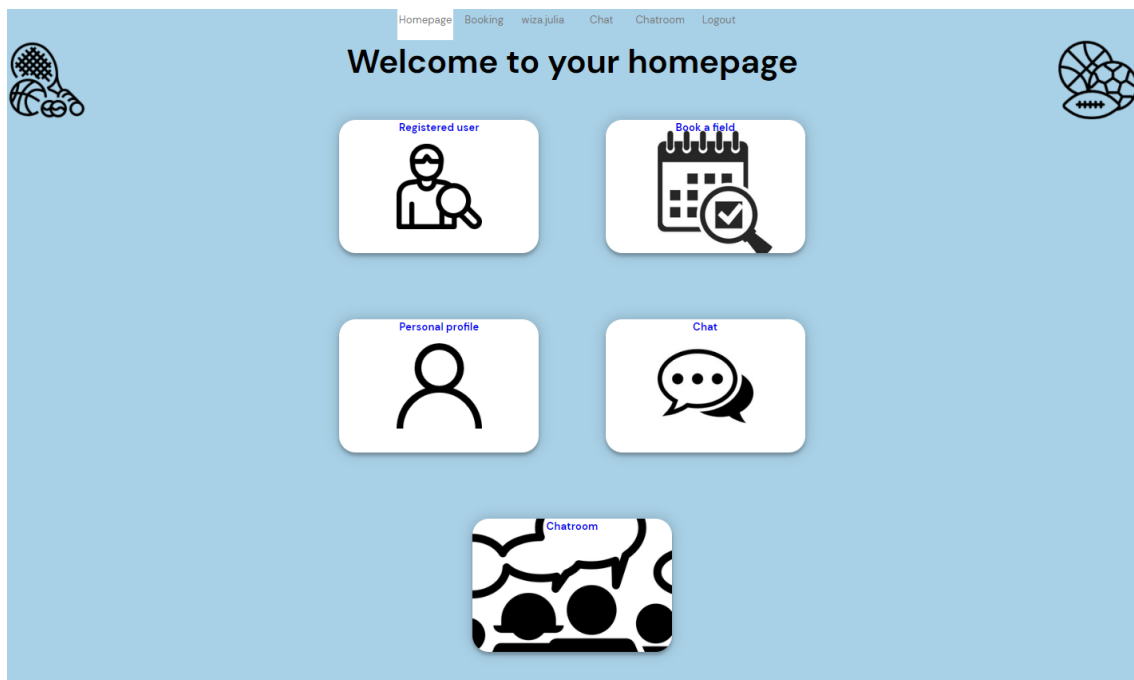 Homepage Booking wiza.julia Chat Chatroom Logout
Welcome to your homepage
Registered user
Book a field
Personal profile
Chat
Chatroom